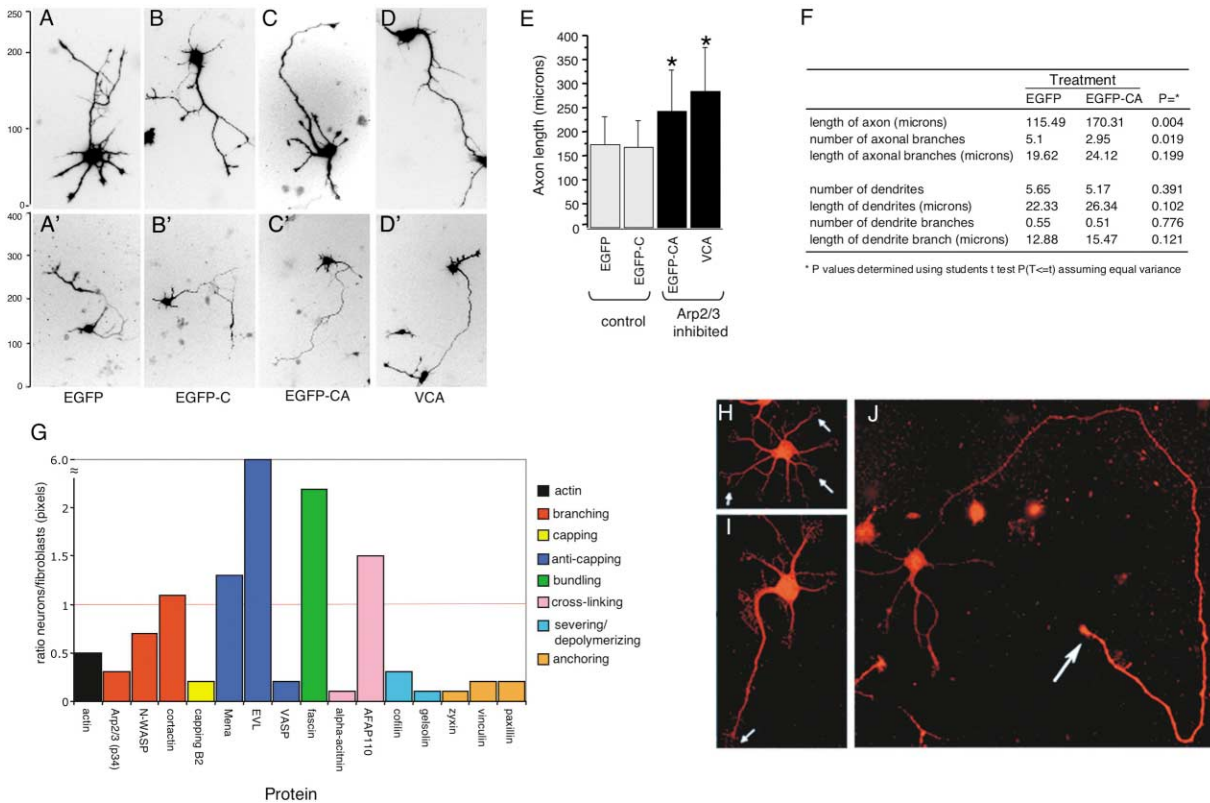 A
B
C
D
250
200
100
0
A'
B'
C'
D'
400
300
200
100
0
EGFP
EGFP-C
EGFP-CA
VCA
E
Axon length (microns)
400
350
300
250
200
150
100
50
0
*
*
EGFP
EGFP-C
EGFP-CA
VCA
control
Arp2/3
inhibited
F
Treatment
EGFP EGFP-CA P=*
length of axon (microns) 115.49 170.31 0.004
number of axonal branches 5.1 2.95 0.019
length of axonal branches (microns) 19.62 24.12 0.199
number of dendrites 5.65 5.17 0.391
length of dendrites (microns) 22.33 26.34 0.102
number of dendrite branches 0.55 0.51 0.776
length of dendrite branch (microns) 12.88 15.47 0.121
* P values determined using students t test P(T<=t) assuming equal variance
G
ratio neurons/fibroblasts (pixels)
6.0
≈
2
1.5
1
0.5
0
actin
Arp2/3 (p34)
N-WASP
cortactin
capping B2
Mena
EVL
VASP
fascin
alpha-acitnin
AFAP110
cofilin
gelsolin
zyxin
vinculin
paxillin
Protein
actin
branching
capping
anti-capping
bundling
cross-linking
severing/
depolymerizing
anchoring
H
I
J